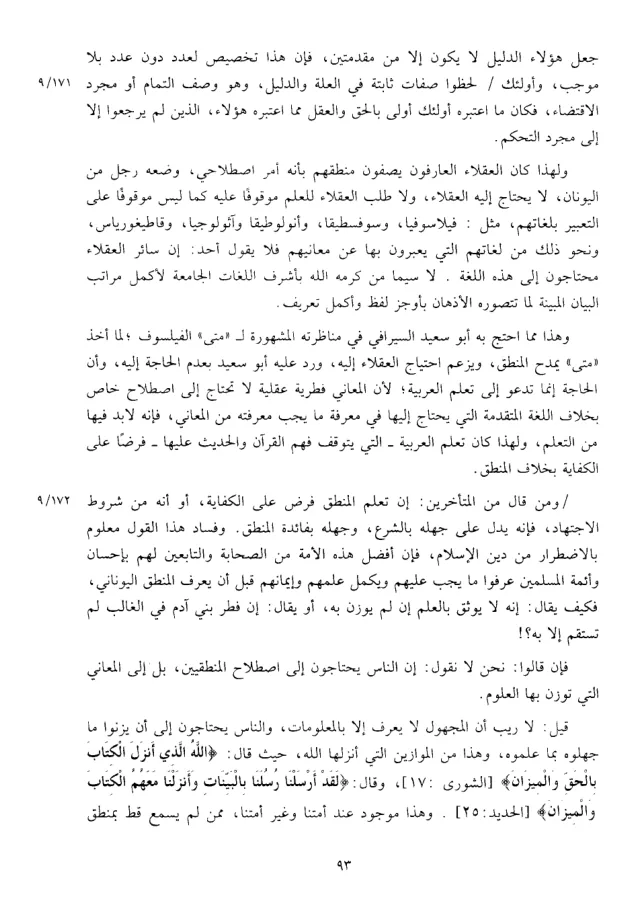 جعل هؤلاء الدليل لا يكون إلا من مقدمتين، فإن هذا تخصيص لعدد دون عدد بلا
٩/١٧١ موجب، وأولئك / لحظوا صفات ثابتة في العلة والدليل، وهو وصف التمام أو مجرد
الاقتضاء، فكان ما اعتبره أولئك أولى بالحق والعقل مما اعتبره هؤلاء، الذين لم يرجعوا إلا
إلى مجرد التحكم.
ولهذا كان العقلاء العارفون يصفون منطقهم بأنه أمر اصطلاحي، وضعه رجل من
اليونان، لا يحتاج إليه العقلاء، ولا طلب العقلاء للعلم موقوفًا عليه كما ليس موقوفًا على
التعبير بلغاتهم، مثل : فيلاسوفيا، وسوفسطيقا، وأنولوطيقا وآثولوجيا، وقاطيغورياس،
ونحو ذلك من لغاتهم التي يعبرون بها عن معانيهم فلا يقول أحد: إن سائر العقلاء
محتاجون إلى هذه اللغة . لا سيما من كرمه الله بأشرف اللغات الجامعة لأكمل مراتب
البيان المبينة لما تتصوره الأذهان بأوجز لفظ وأكمل تعريف.
وهذا مما احتج به أبو سعيد السيرافي في مناظرته المشهورة لـ «متى» الفيلسوف ؛لما أخذ
«متى» يمدح المنطق، ويزعم احتياج العقلاء إليه، ورد عليه أبو سعيد بعدم الحاجة إليه، وأن
الحاجة إنما تدعو إلى تعلم العربية؛ لأن المعاني فطرية عقلية لا تحتاج إلى اصطلاح خاص
بخلاف اللغة المتقدمة التي يحتاج إليها في معرفة ما يجب معرفته من المعاني، فإنه لابد فيها
من التعلم، ولهذا كان تعلم العربية ـ التي يتوقف فهم القرآن والحديث عليها ـ فرضًا على
الكفاية بخلاف المنطق.
٩/١٧٢ / ومن قال من المتأخرين: إن تعلم المنطق فرض على الكفاية، أو أنه من شروط
الاجتهاد، فإنه يدل على جهله بالشرع، وجهله بفائدة المنطق. وفساد هذا القول معلوم
بالاضطرار من دين الإسلام، فإن أفضل هذه الأمة من الصحابة والتابعين لهم بإحسان
وأئمة المسلمين عرفوا ما يجب عليهم ويكمل علمهم وإيمانهم قبل أن يعرف المنطق اليوناني،
فكيف يقال: إنه لا يوثق بالعلم إن لم يوزن به، أو يقال: إن فطر بني آدم في الغالب لم
تستقم إلا به؟!
فإن قالوا: نحن لا نقول: إن الناس يحتاجون إلى اصطلاح المنطقيين، بل إلى المعاني
التي توزن بها العلوم.
قيل: لا ريب أن المجهول لا يعرف إلا بالمعلومات، والناس يحتاجون إلى أن يزنوا ما
جهلوه بما علموه، وهذا من الموازين التي أنزلها الله، حيث قال: ﴿اللَّهُ الَّذِي أَنزَلَ الْكِتَابَ
بِالْحَقِّ وَالْمِيزَانَ﴾ [الشورى :١٧]، وقال:﴿لَقَدْ أَرْسَلْنَا رُسُلَنَا بِالْبَيِّنَاتِ وَأَنزَلْنَا مَعَهُمُ الْكِتَابَ
وَالْمِيزَانَ﴾ [الحديد:٢٥] . وهذا موجود عند أمتنا وغير أمتنا، ممن لم يسمع قط بمنطق
٩٣